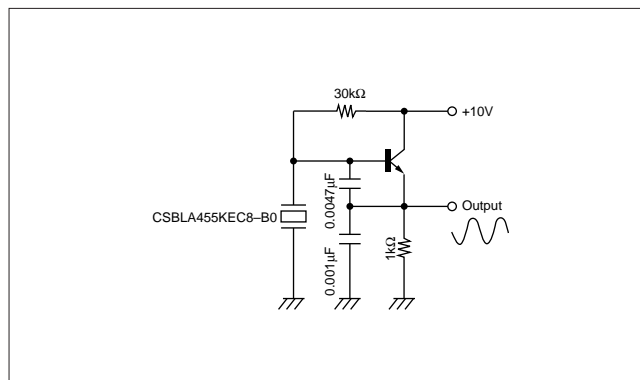 30kΩ
+10V
0.0047µF
CSBLA455KEC8–B0
Output
0.001µF
1kΩ